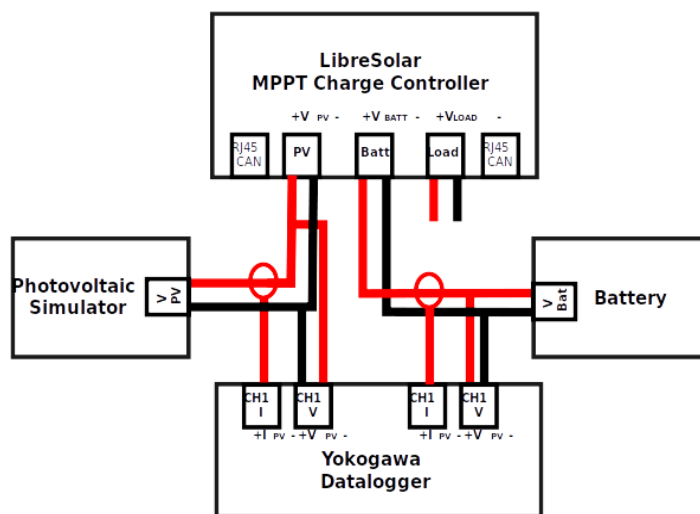 LibreSolar
MPPT Charge Controller
+V PV - +V BATT - +VLOAD -
RJ45
CAN
PV
Batt
Load
RJ45
CAN
Photovoltaic
Simulator
V
PV
V
Bat
Battery
CH1
I
CH1
V
CH1
I
CH1
V
+I PV - +V PV - +I PV - +V PV -
Yokogawa
Datalogger